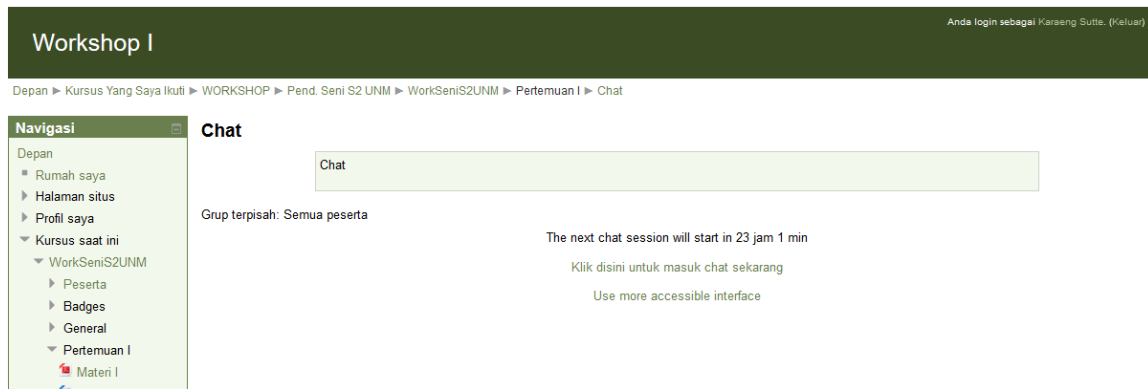 Anda login sebagai Karaeng Sutte. (Keluar)
Workshop I
Depan ► Kursus Yang Saya Ikuti ► WORKSHOP ► Pend. Seni S2 UNM ► WorkSeniS2UNM ► Pertemuan I ► Chat
Navigasi
Depan
Rumah saya
Halaman situs
Profil saya
Kursus saat ini
WorkSeniS2UNM
Peserta
Badges
General
Pertemuan I
Materi I
Chat
Chat
Grup terpisah: Semua peserta
The next chat session will start in 23 jam 1 min
Klik disini untuk masuk chat sekarang
Use more accessible interface